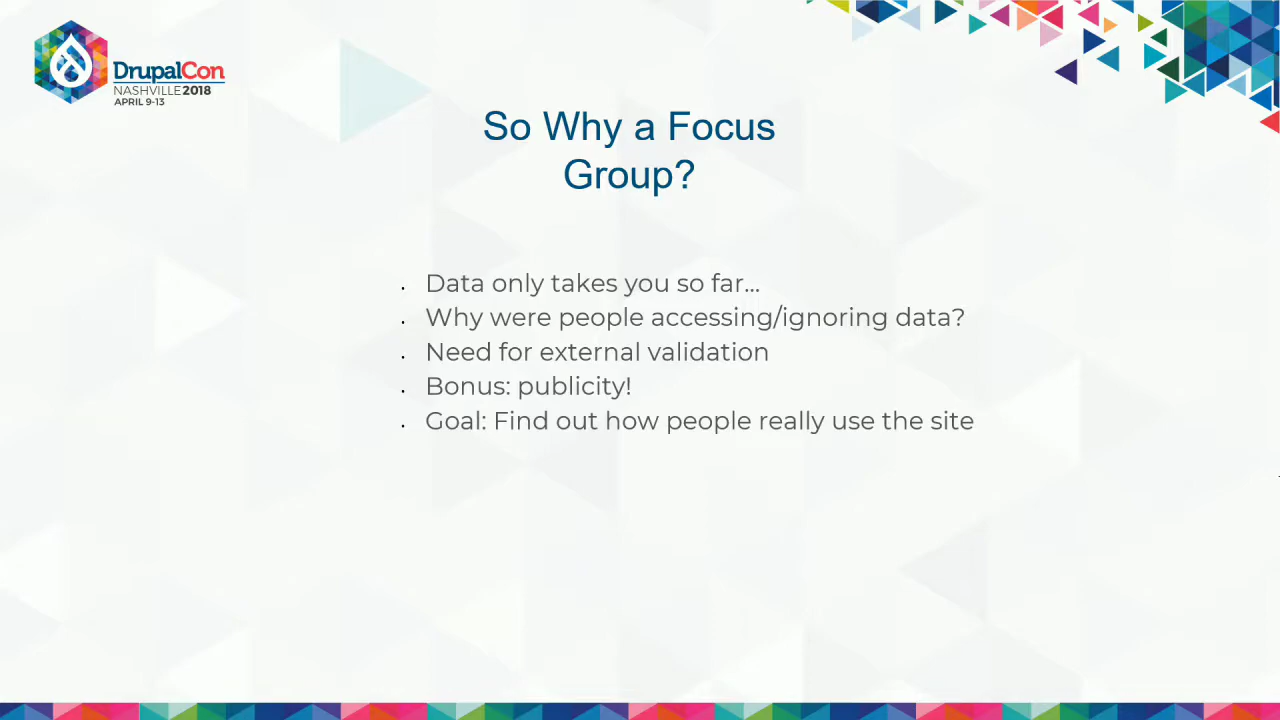 DrupalCon
NASHVILLE 2018
APRIL 9-13
So Why a Focus
Group?
• Data only takes you so far...
• Why were people accessing/ignoring data?
• Need for external validation
• Bonus: publicity!
• Goal: Find out how people really use the site